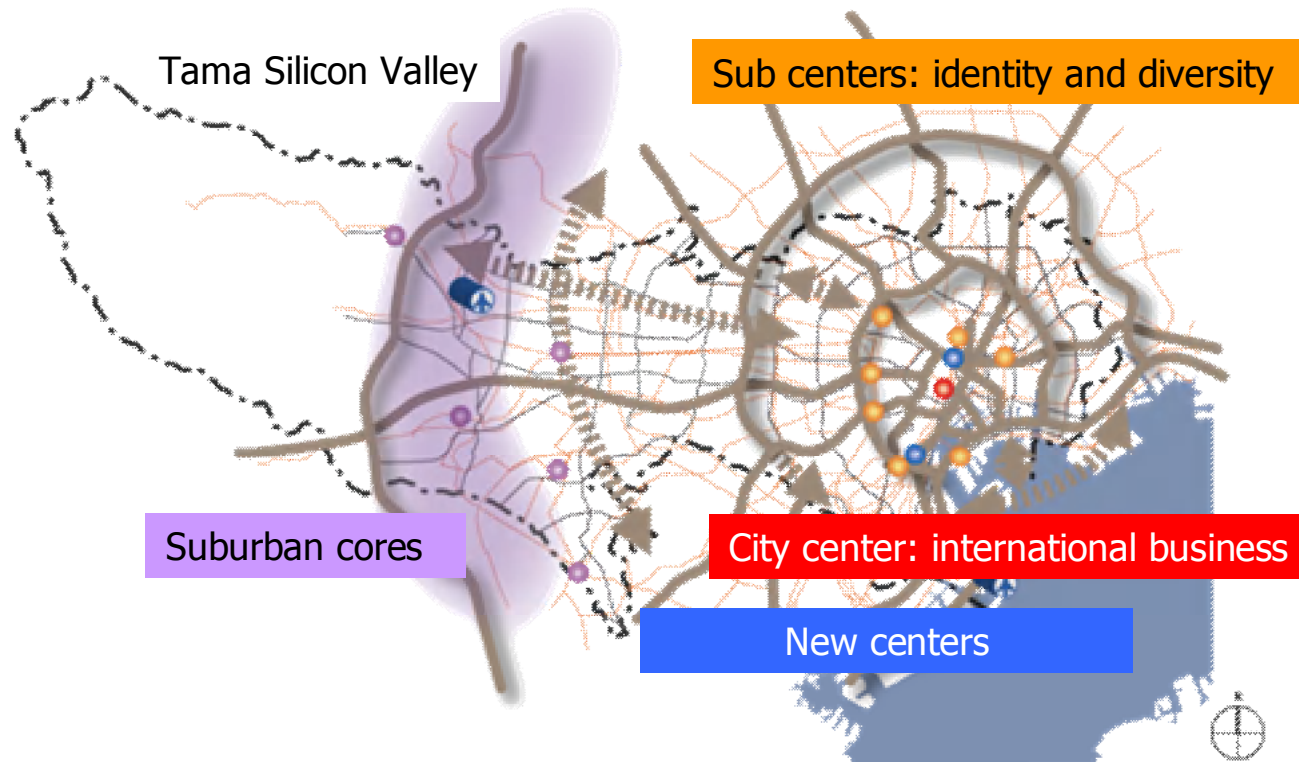 Tama Silicon Valley
Sub centers: identity and diversity
Suburban cores
City center: international business
New centers